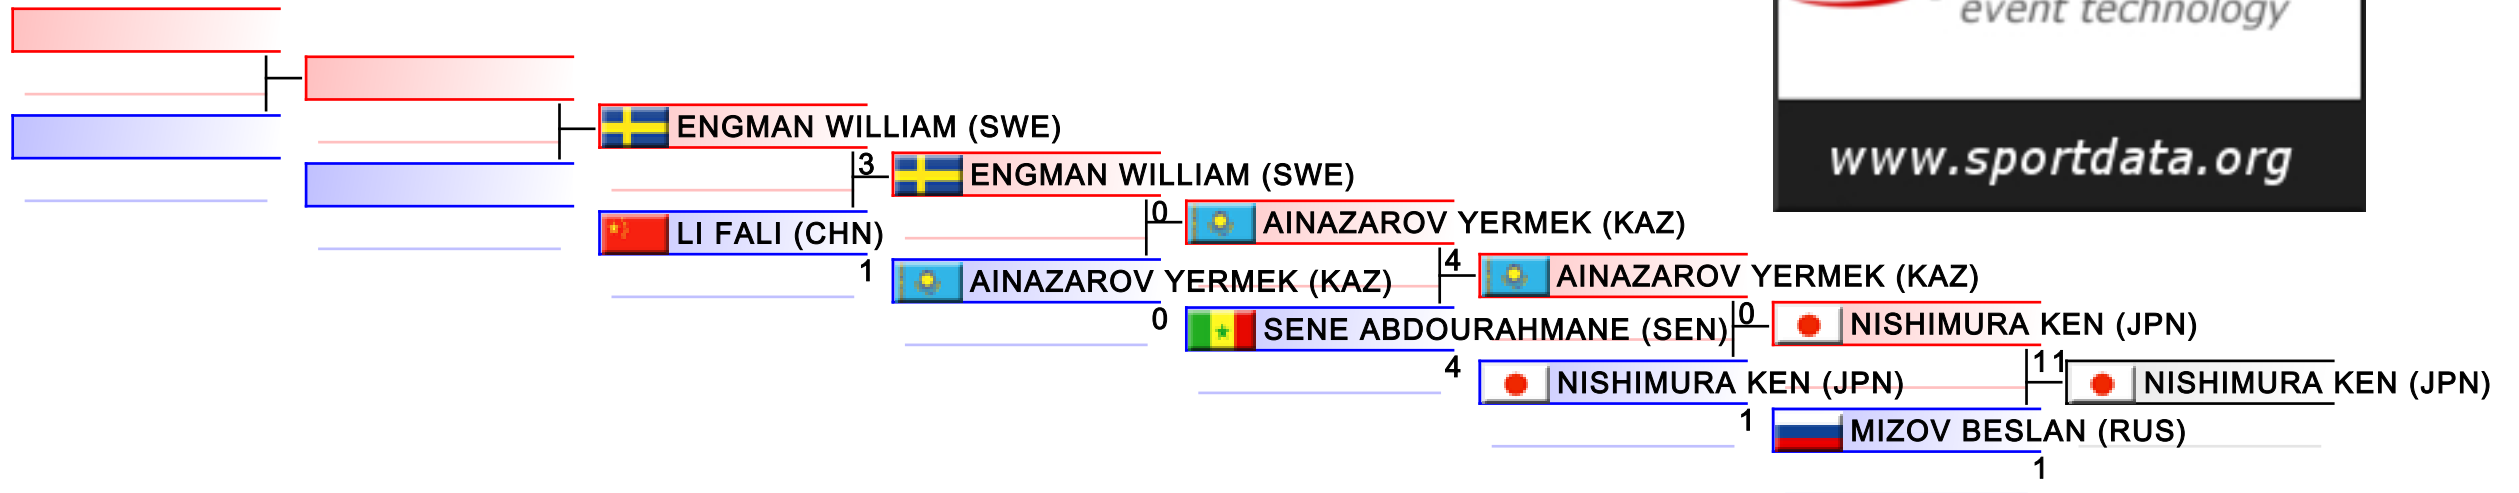 event technology
www.sportdata.org
ENGMAN WILLIAM (SWE)
3
LI FALI (CHN)
1
ENGMAN WILLIAM (SWE)
0
AINAZAROV YERMEK (KAZ)
0
AINAZAROV YERMEK (KAZ)
4
SENE ABDOURAHMANE (SEN)
4
AINAZAROV YERMEK (KAZ)
0
NISHIMURA KEN (JPN)
1
NISHIMURA KEN (JPN)
11
MIZOV BESLAN (RUS)
1
NISHIMURA KEN (JPN)